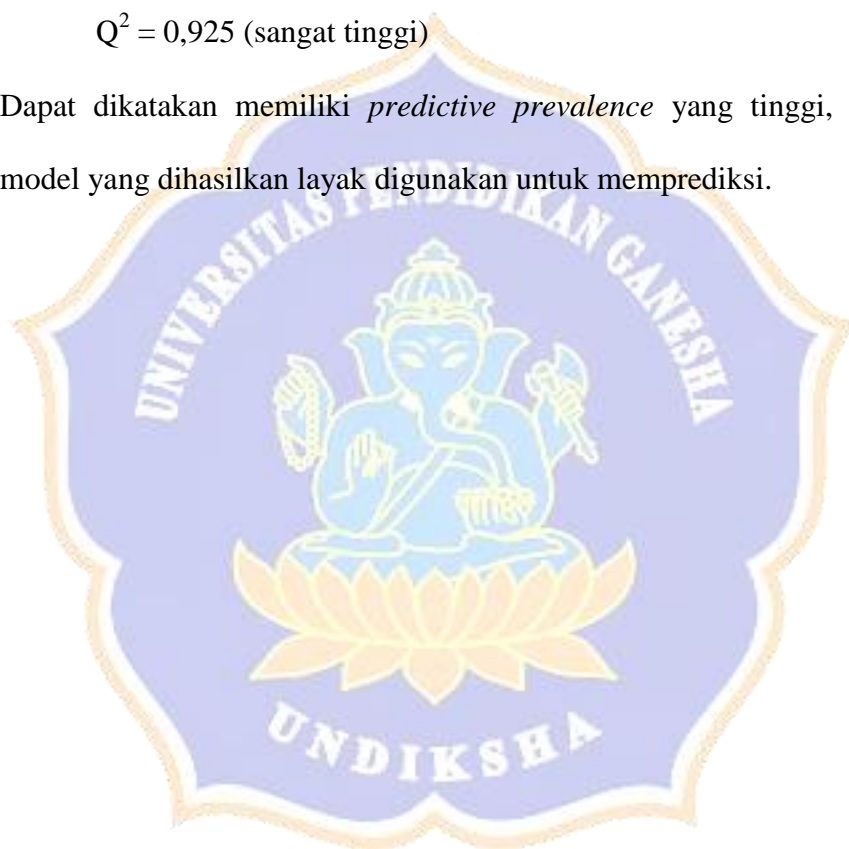 Q² = 0,925 (sangat tinggi)
Dapat dikatakan memiliki predictive prevalence yang tinggi,
model yang dihasilkan layak digunakan untuk memprediksi.
UNIVERSITAS PENDIDIKAN GANESHA
UNDIKSHA